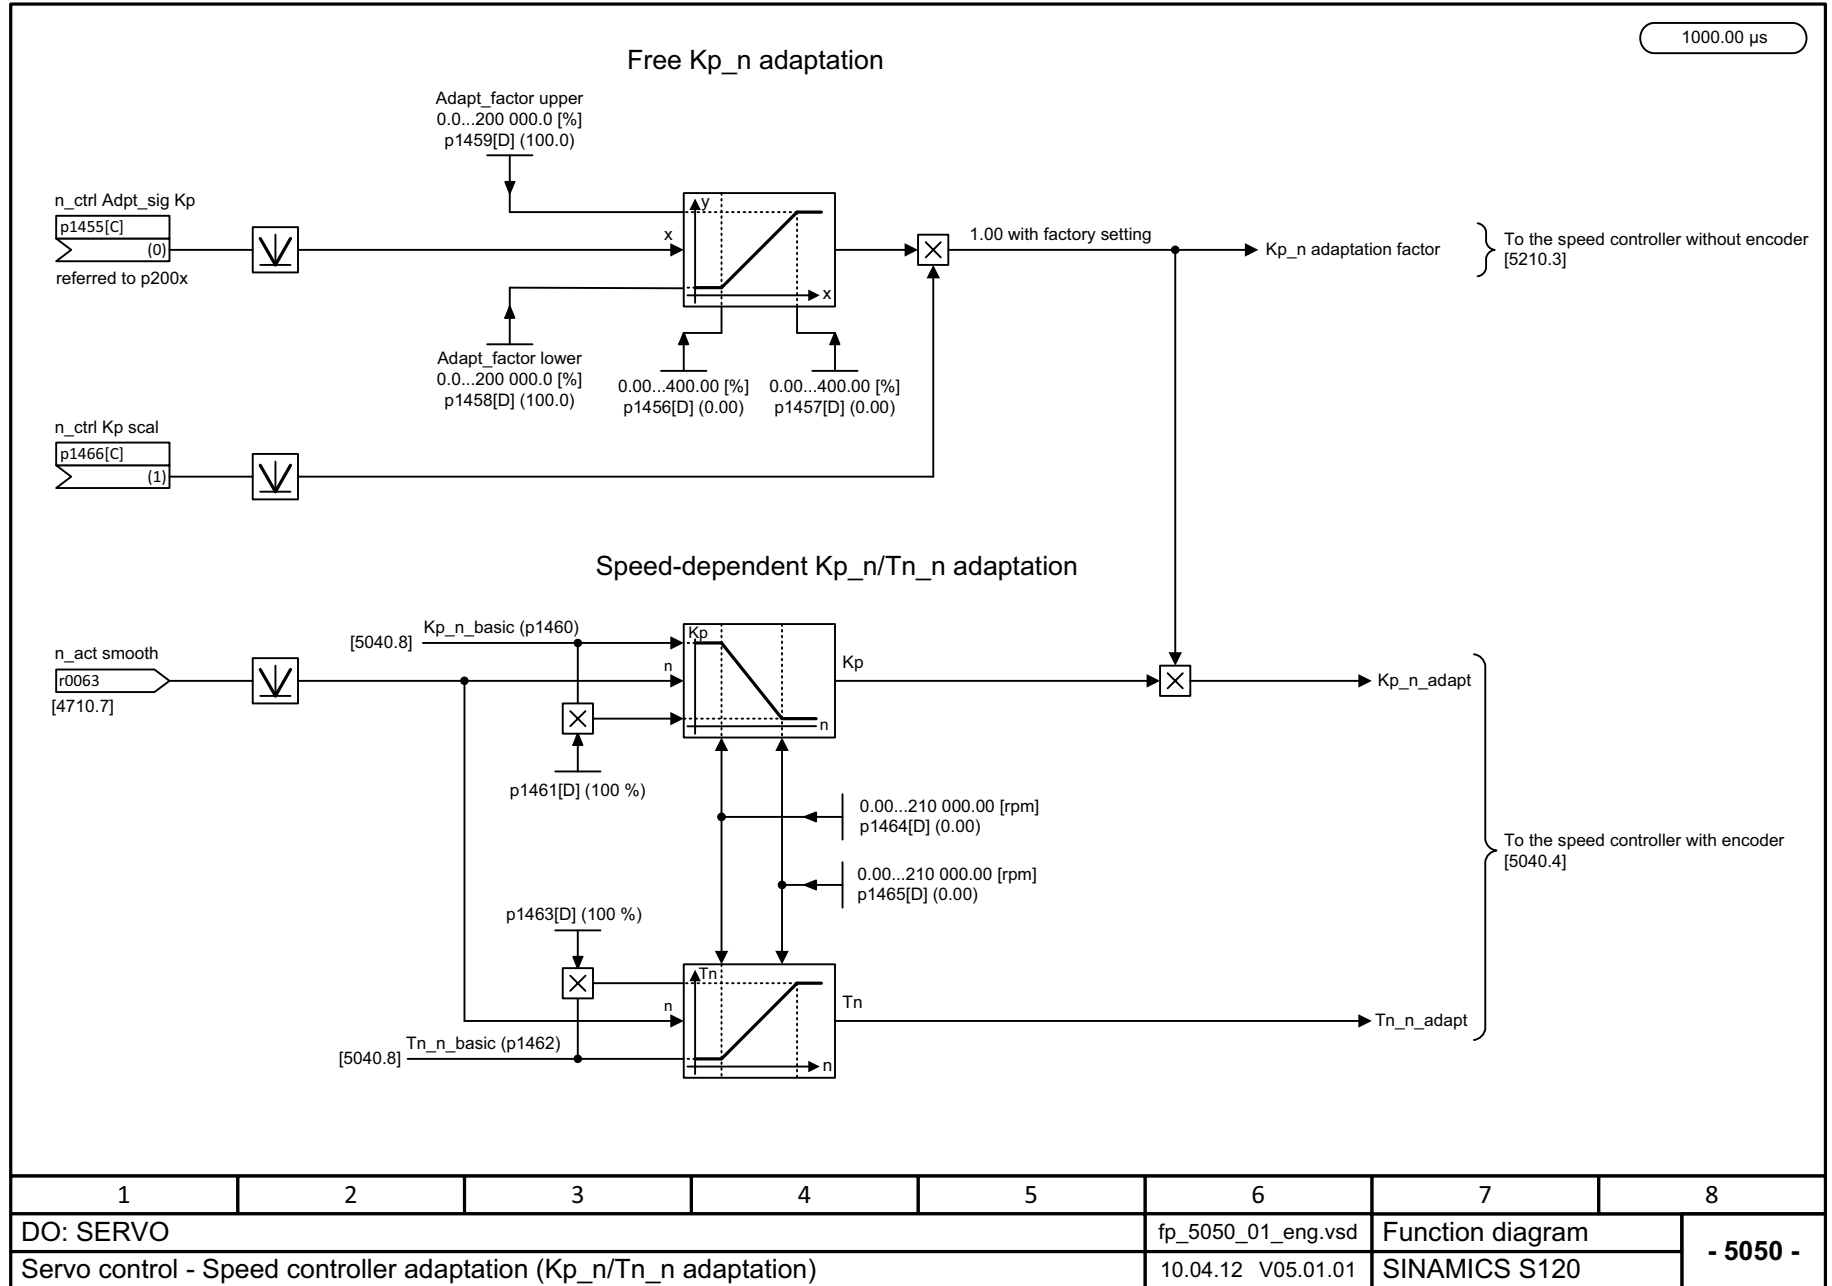 1000.00 µs
Free Kp_n adaptation
Adapt_factor upper
0.0...200 000.0 [%]
p1459[D] (100.0)
n_ctrl Adpt_sig Kp
p1455[C]
(0)
referred to p200x
y
x
x
1.00 with factory setting
Kp_n adaptation factor
To the speed controller without encoder
[5210.3]
Adapt_factor lower
0.0...200 000.0 [%]
p1458[D] (100.0)
0.00...400.00 [%]
p1456[D] (0.00)
0.00...400.00 [%]
p1457[D] (0.00)
n_ctrl Kp scal
p1466[C]
(1)
Speed-dependent Kp_n/Tn_n adaptation
n_act smooth
r0063
[4710.7]
[5040.8]
Kp_n_basic (p1460)
Kp
n
n
Kp
Kp_n_adapt
p1461[D] (100 %)
0.00...210 000.00 [rpm]
p1464[D] (0.00)
0.00...210 000.00 [rpm]
p1465[D] (0.00)
To the speed controller with encoder
[5040.4]
p1463[D] (100 %)
Tn
n
n
Tn
Tn_n_adapt
[5040.8]
Tn_n_basic (p1462)
1 2 3 4 5 6 7 8
DO: SERVO
fp_5050_01_eng.vsd
Function diagram
- 5050 -
Servo control - Speed controller adaptation (Kp_n/Tn_n adaptation)
10.04.12 V05.01.01
SINAMICS S120